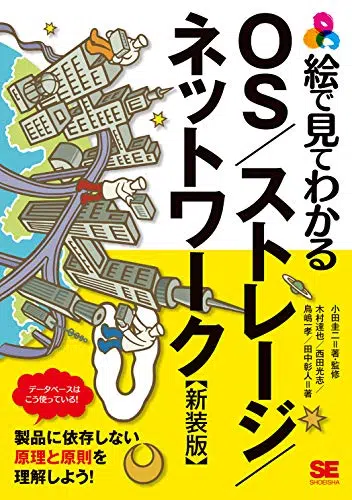 絵で見てわかる
OS/ストレージ/
ネットワーク【新装版】
小田圭二=著・監修
木村達也/西田光志/
鳥嶋一孝/田中彰人=著
データベースは
こう使っている!
製品に依存しない
原理と原則を
理解しよう!
SE
SHOEISHA